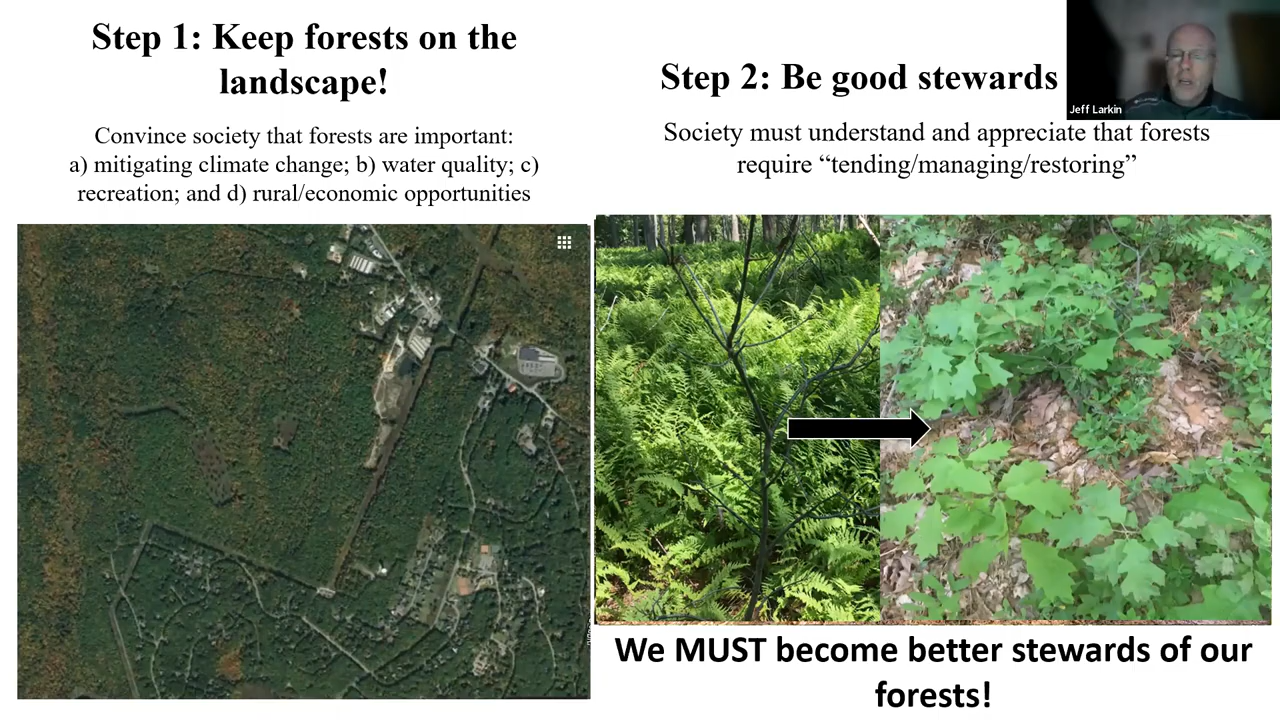 Step 1: Keep forests on the
landscape!
Convince society that forests are important:
a) mitigating climate change; b) water quality; c)
recreation; and d) rural/economic opportunities
Step 2: Be good stewards
Society must understand and appreciate that forests
require “tending/managing/restoring”
Jeff Larkin
We MUST become better stewards of our
forests!